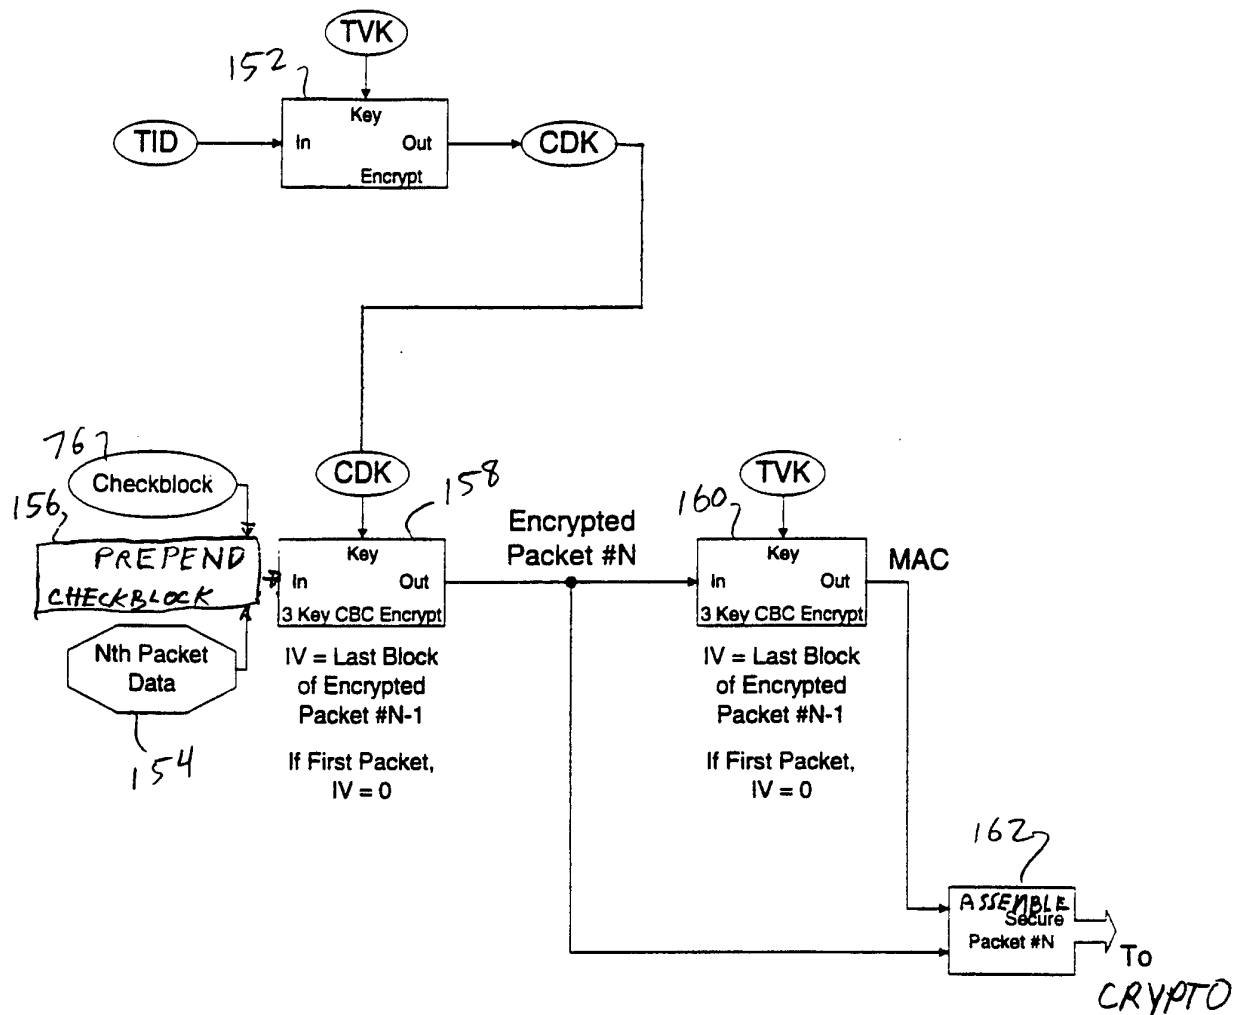 TVK
152
Key
TID
In
Out
CDK
Encrypt
76
Checkblock
CDK
158
TVK
156
160
Encrypted
Packet #N
PREPEND
CHECKBLOCK
Key
In
Out
3 Key CBC Encrypt
Key
In
Out
3 Key CBC Encrypt
MAC
Nth Packet
Data
154
IV = Last Block
of Encrypted
Packet #N-1
If First Packet,
IV = 0
IV = Last Block
of Encrypted
Packet #N-1
If First Packet,
IV = 0
162
ASSEMBLE
Secure
Packet #N
To
CRYPTO